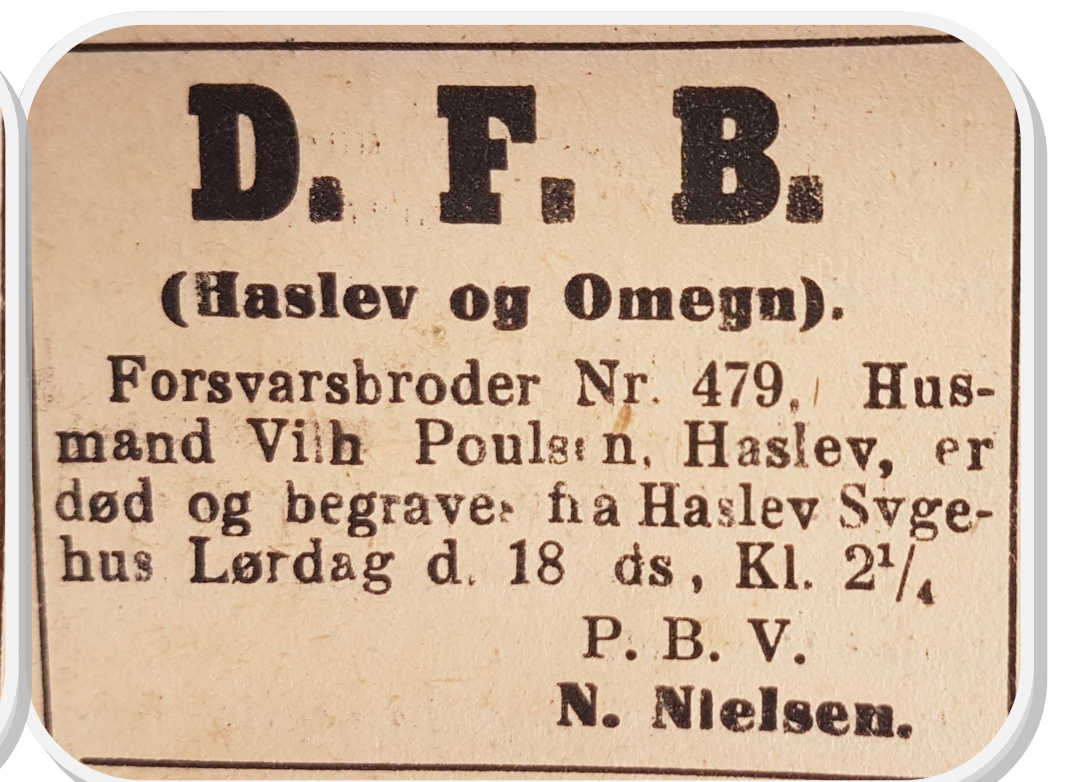 D. F. B.
(Haslev og Omegn).
Forsvarsbroder Nr. 479, Hus-
mand Vilh Poulsen, Haslev, er
død og begraves fra Haslev Syge-
hus Lørdag d. 18 ds, Kl. 2¹/₄
P. B. V.
N. Nielsen.